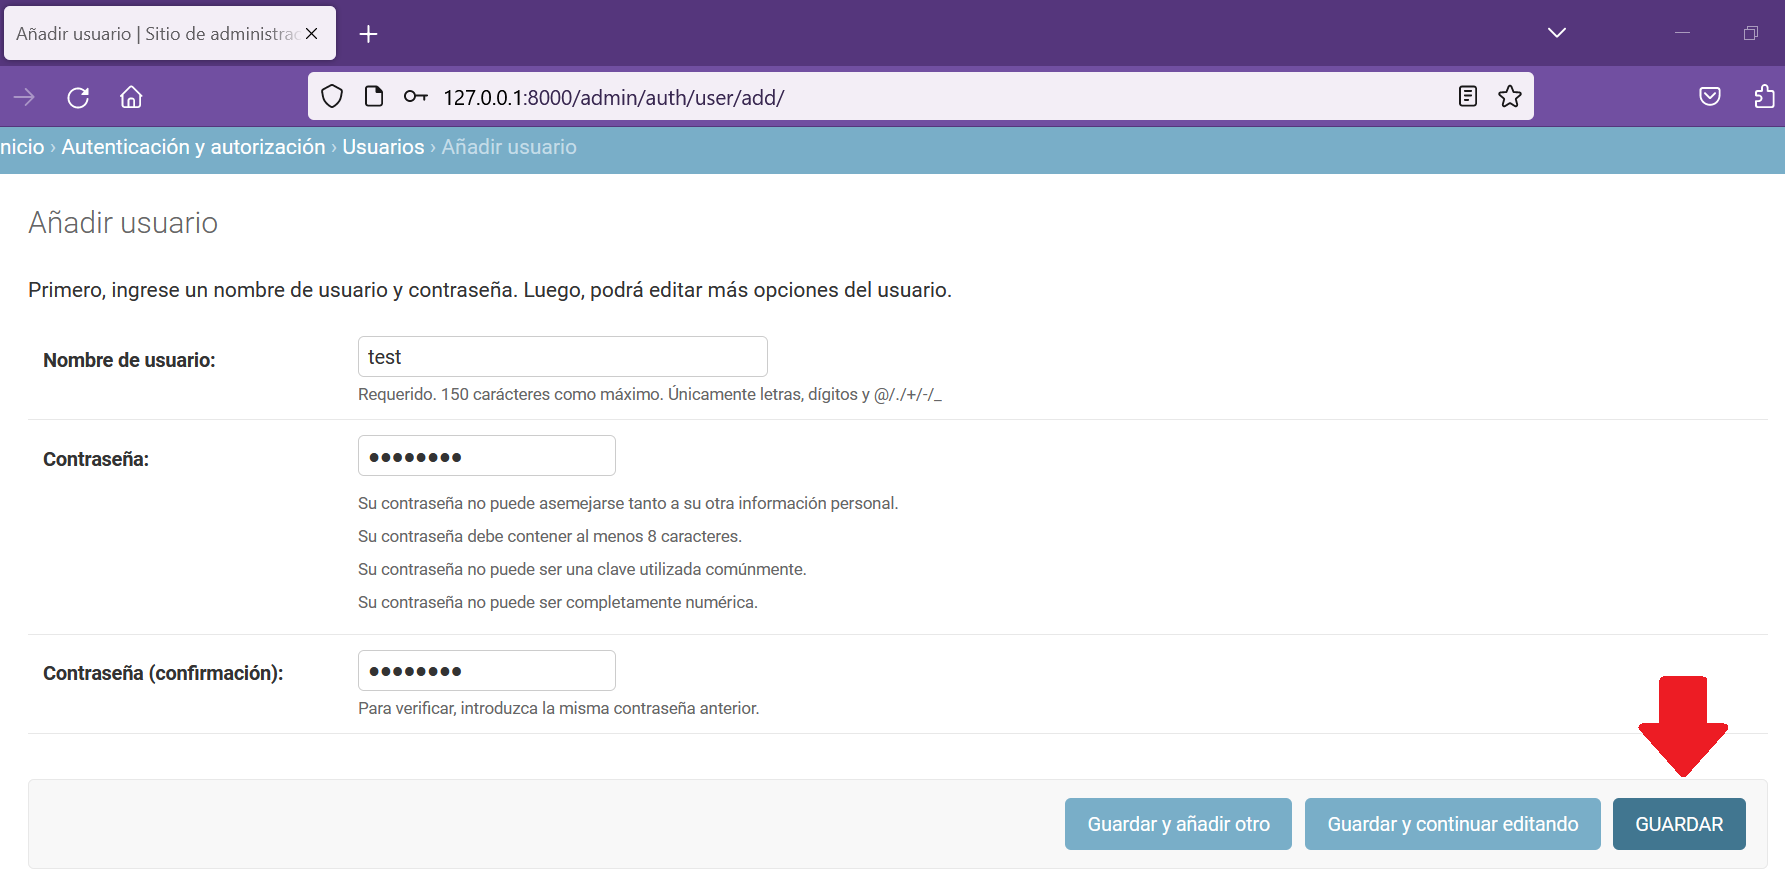 Añadir usuario | Sitio de administrac
127.0.0.1:8000/admin/auth/user/add/
nicio › Autenticación y autorización › Usuarios › Añadir usuario
Añadir usuario
Primero, ingrese un nombre de usuario y contraseña. Luego, podrá editar más opciones del usuario.
Nombre de usuario:
test
Requerido. 150 carácteres como máximo. Únicamente letras, dígitos y @/./+/-/_
Contraseña:
●●●●●●●●
Su contraseña no puede asemejarse tanto a su otra información personal.
Su contraseña debe contener al menos 8 caracteres.
Su contraseña no puede ser una clave utilizada comúnmente.
Su contraseña no puede ser completamente numérica.
Contraseña (confirmación):
●●●●●●●●
Para verificar, introduzca la misma contraseña anterior.
Guardar y añadir otro
Guardar y continuar editando
GUARDAR